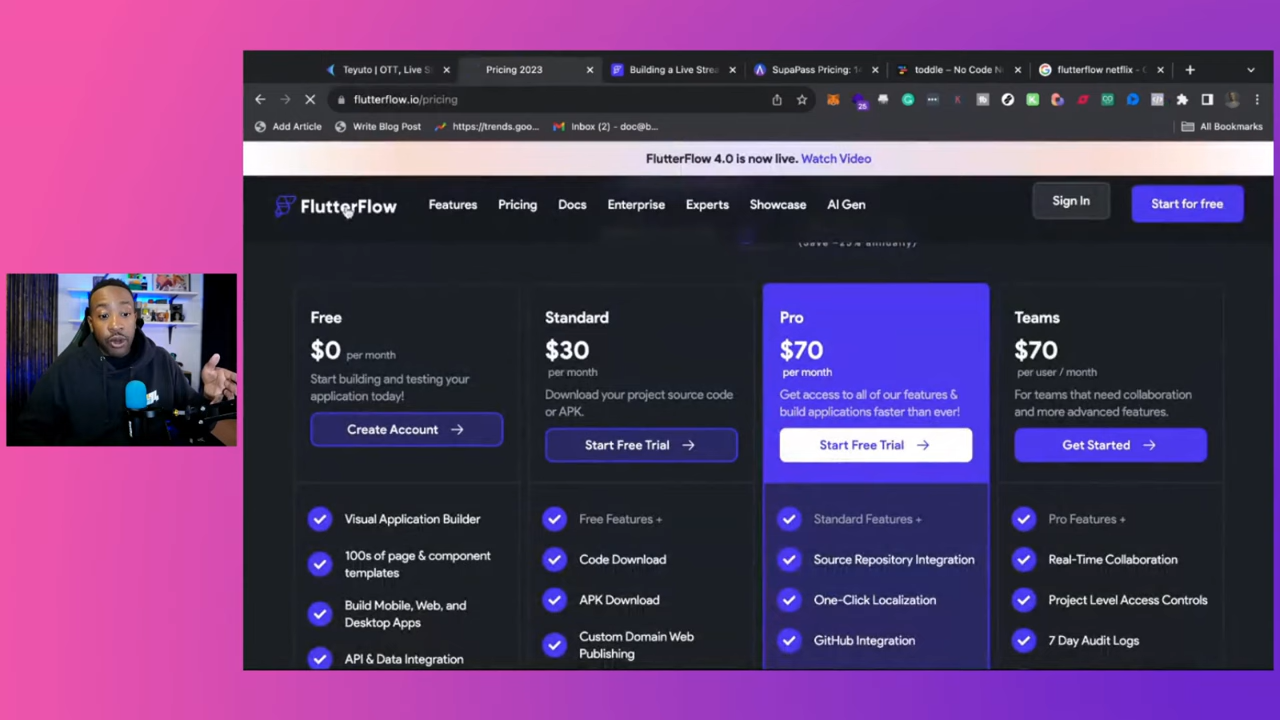 Teyuto | OTT, Live S
Pricing 2023
Building a Live Strea
SupaPass Pricing: 14
toddle – No Code N
flutterflow netflix -
flutterflow.io/pricing
25
Add Article
Write Blog Post
https://trends.goo...
Inbox (2) - doc@b...
All Bookmarks
FlutterFlow 4.0 is now live. Watch Video
FlutterFlow
Features
Pricing
Docs
Enterprise
Experts
Showcase
AI Gen
Sign In
Start for free
(Save ~25% annually)
Free
$0 per month
Start building and testing your
application today!
Create Account
Visual Application Builder
100s of page & component
templates
Build Mobile, Web, and
Desktop Apps
API & Data Integration
Standard
$30
per month
Download your project source code
or APK.
Start Free Trial
Free Features +
Code Download
APK Download
Custom Domain Web
Publishing
Pro
$70
per month
Get access to all of our features &
build applications faster than ever!
Start Free Trial
Standard Features +
Source Repository Integration
One-Click Localization
GitHub Integration
Teams
$70
per user / month
For teams that need collaboration
and more advanced features.
Get Started
Pro Features +
Real-Time Collaboration
Project Level Access Controls
7 Day Audit Logs